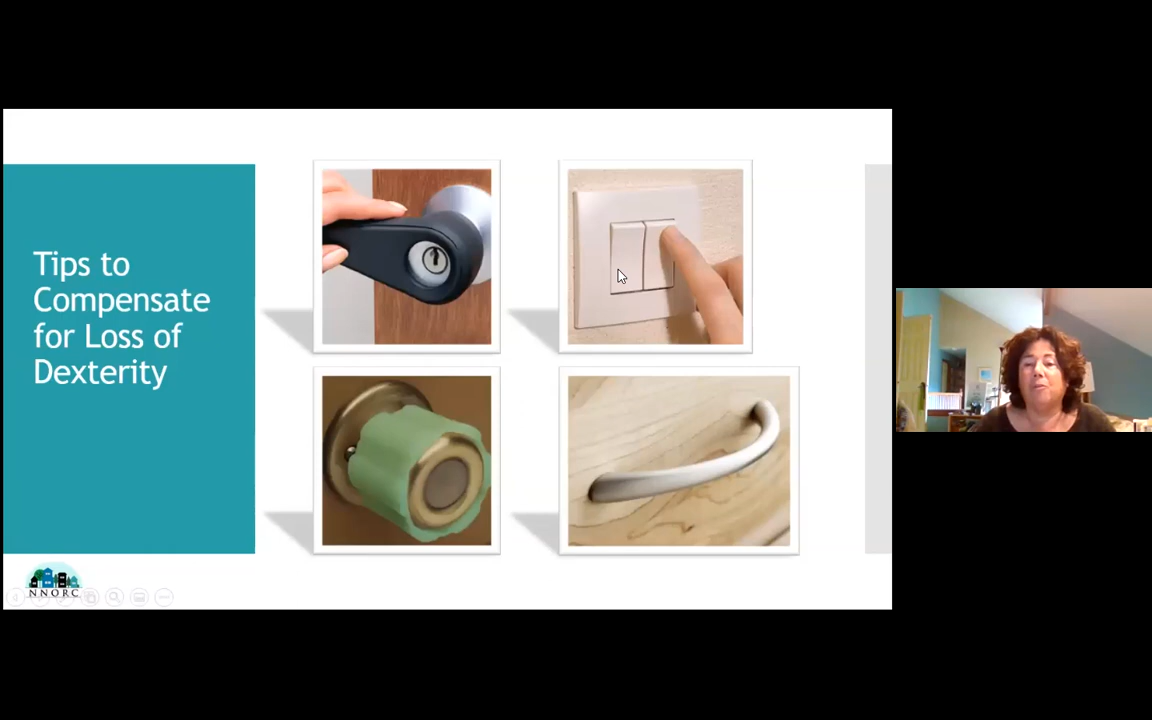 Tips to
Compensate
for Loss of
Dexterity
NNORC